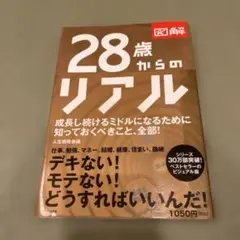 図解
28歳からの
リアル
成長し続けるミドルになるために
知っておくべきこと、全部!
人生戦略会議
仕事、勉強、マネー、結婚、健康、住まい、趣味
デキない!
モテない!
どうすればいいんだ!
シリーズ
30万部突破!
ベストセラーの
ビジュアル版
1050円